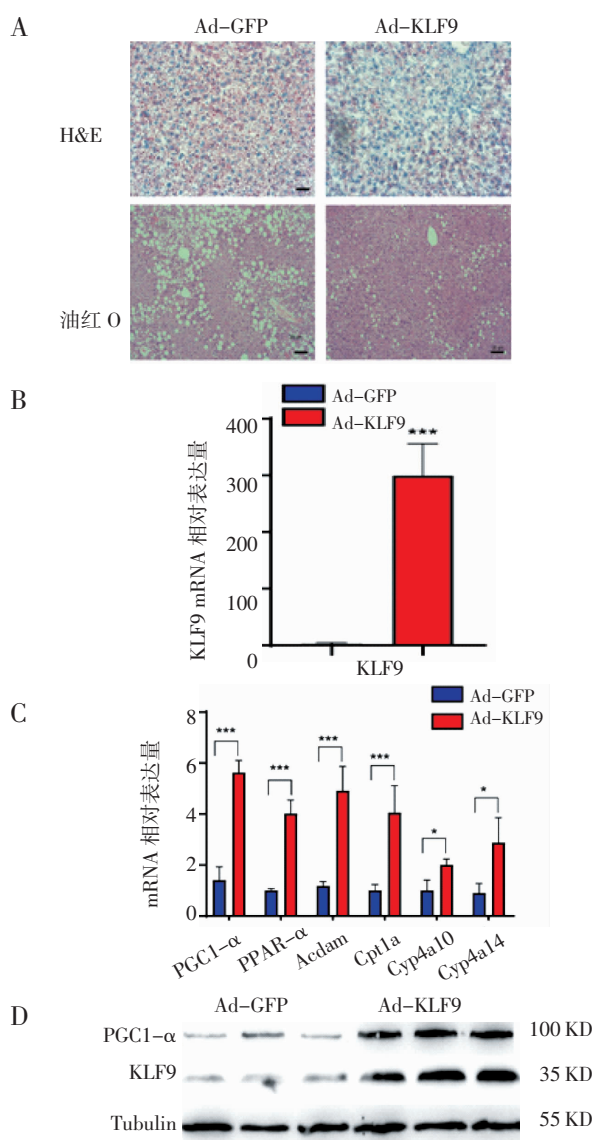 A
Ad-GFP Ad-KLF9
H&E
油红 O
B
Ad-GFP
Ad-KLF9
KLF9 mRNA 相对表达量
400
300
200
100
0
***
KLF9
C
Ad-GFP
Ad-KLF9
mRNA 相对表达量
8
6
4
2
0
*** *** *** *** * *
PGC1-α PPAR-α Acdam Cpt1a Cyp4a10 Cyp4a14
D
Ad-GFP Ad-KLF9
PGC1-α 100 KD
KLF9 35 KD
Tubulin 55 KD